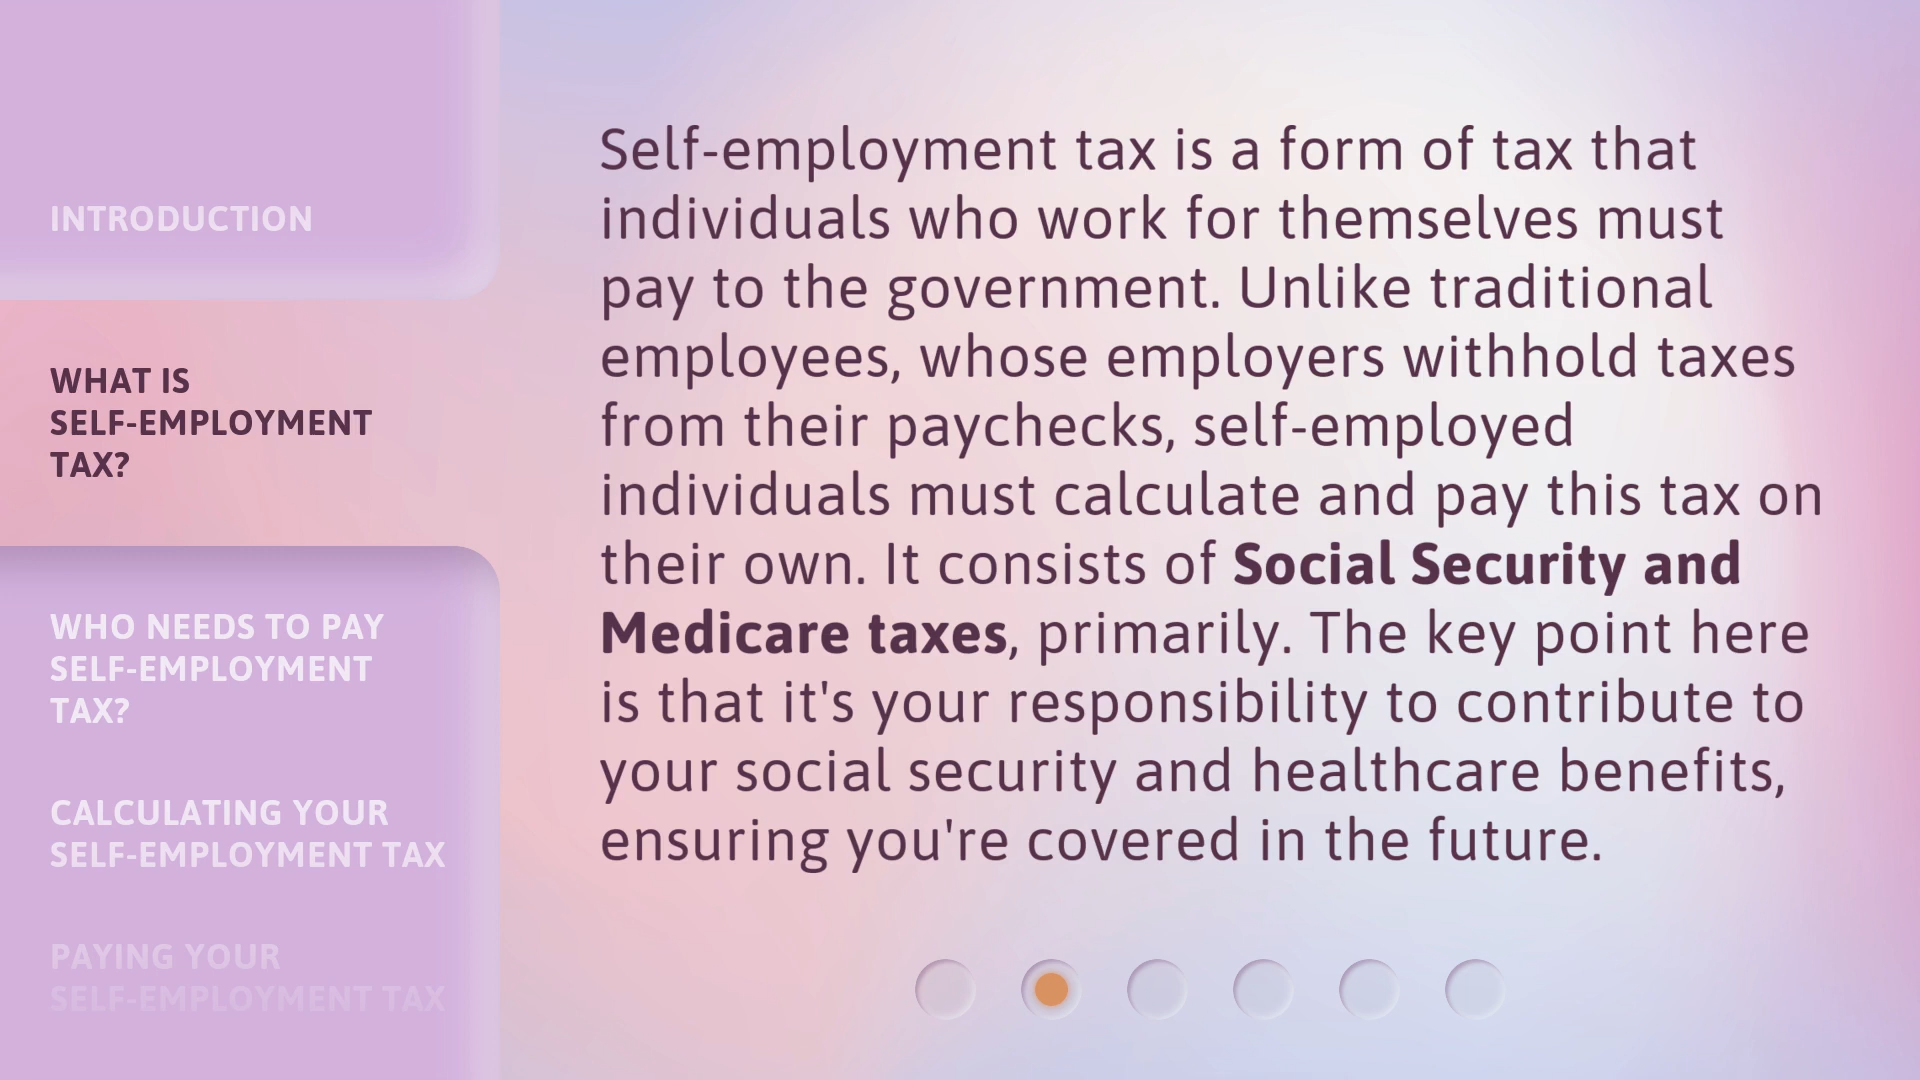 INTRODUCTION
WHAT IS
SELF-EMPLOYMENT
TAX?
WHO NEEDS TO PAY
SELF-EMPLOYMENT
TAX?
CALCULATING YOUR
SELF-EMPLOYMENT TAX
PAYING YOUR
SELF-EMPLOYMENT TAX
Self-employment tax is a form of tax that
individuals who work for themselves must
pay to the government. Unlike traditional
employees, whose employers withhold taxes
from their paychecks, self-employed
individuals must calculate and pay this tax on
their own. It consists of Social Security and
Medicare taxes, primarily. The key point here
is that it's your responsibility to contribute to
your social security and healthcare benefits,
ensuring you're covered in the future.